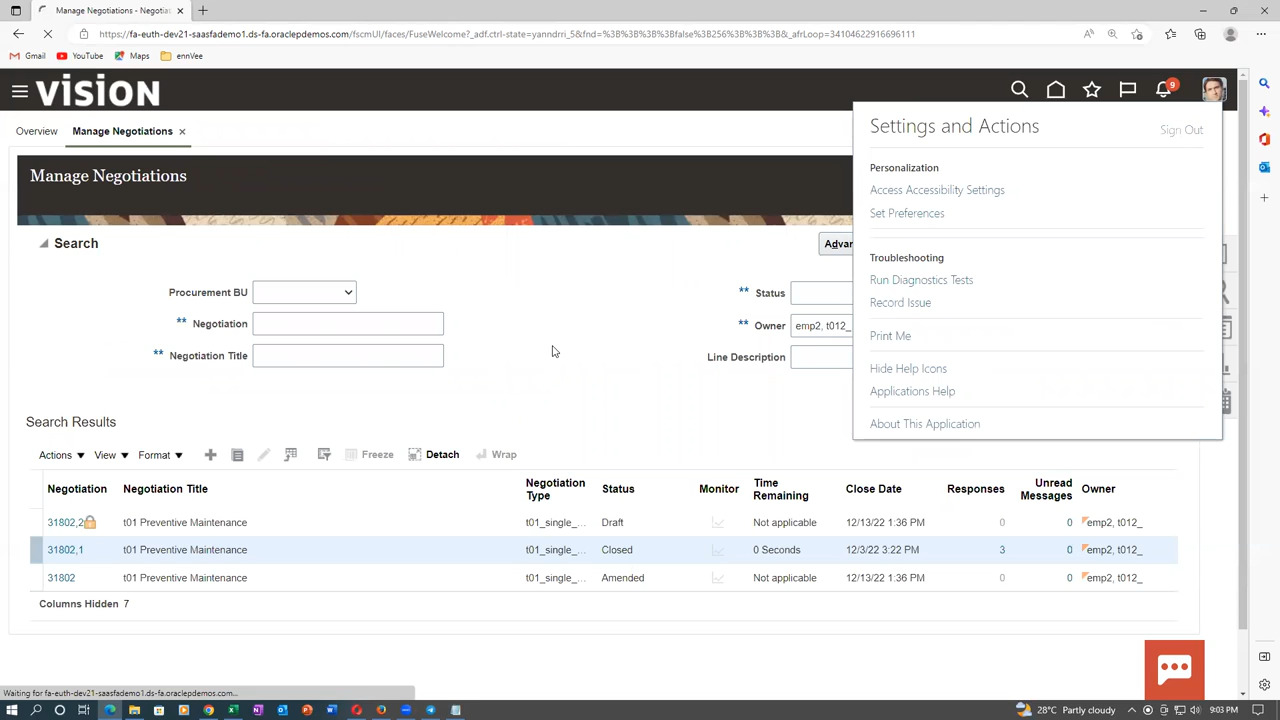 Manage Negotiations - Negotiati
https://fa-euth-dev21-saasfademo1.ds-fa.oraclepdemos.com/fscmUI/faces/FuseWelcome?_adf.ctrl-state=yanndrri_5&fnd=%3B%3B%3B%3Bfalse%3B256%3B%3B%3B&_afrLoop=34104622916696111
Gmail YouTube Maps ennVee
VISION
9
Overview Manage Negotiations
Settings and Actions Sign Out
Manage Negotiations
Personalization
Access Accessibility Settings
Set Preferences
Search Advan
Troubleshooting
Run Diagnostics Tests
Procurement BU ** Status
Record Issue
** Negotiation ** Owner emp2, t012_
Print Me
** Negotiation Title Line Description
Hide Help Icons
Applications Help
About This Application
Search Results
Actions View Format Freeze Detach Wrap
Negotiation Negotiation Title Negotiation Type Status Monitor Time Remaining Close Date Responses Unread Messages Owner
31802,2 t01 Preventive Maintenance t01_single_... Draft Not applicable 12/13/22 1:36 PM 0 0 emp2, t012_
31802,1 t01 Preventive Maintenance t01_single_... Closed 0 Seconds 12/3/22 3:22 PM 3 0 emp2, t012_
31802 t01 Preventive Maintenance t01_single_... Amended Not applicable 12/13/22 1:36 PM 0 0 emp2, t012_
Columns Hidden 7
Waiting for fa-euth-dev21-saasfademo1.ds-fa.oraclepdemos.com...
28°C Partly cloudy 9:03 PM